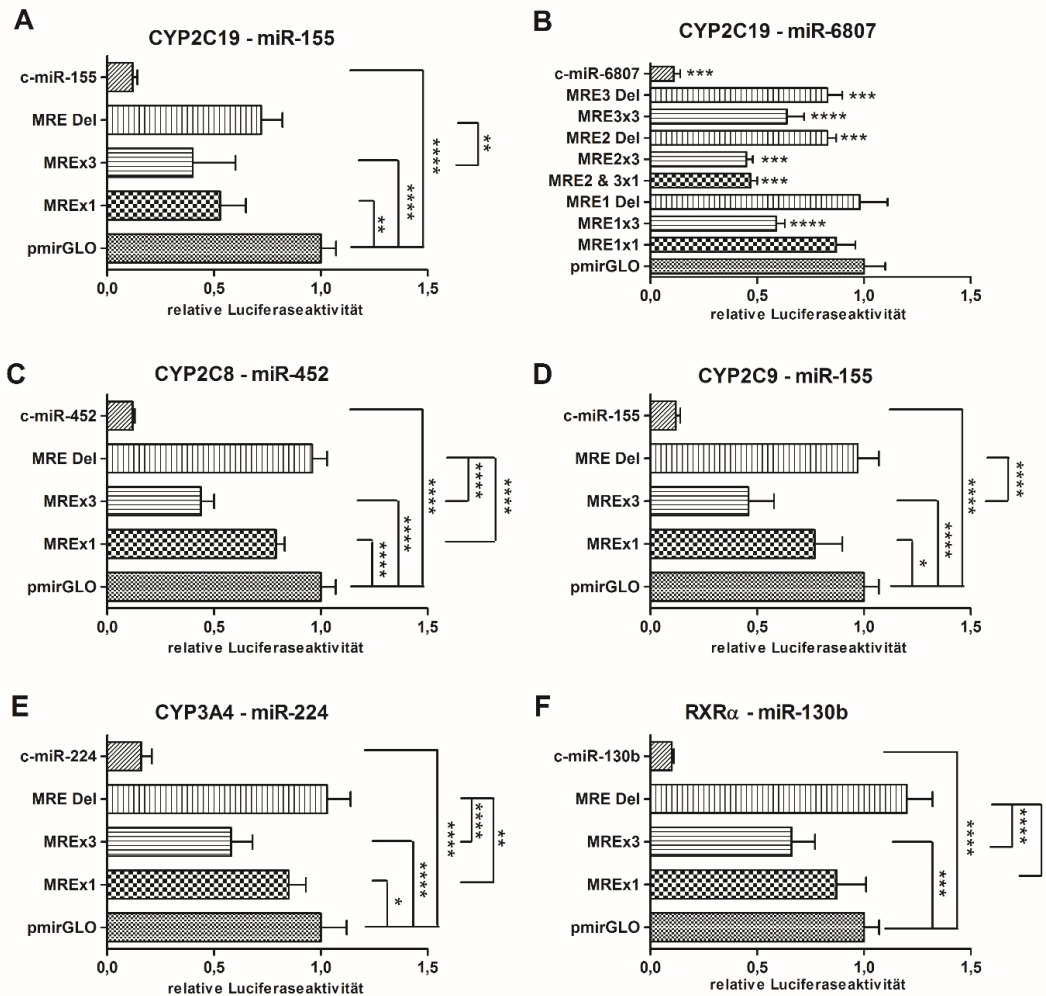 A
CYP2C19 - miR-155
c-miR-155
MRE Del
MREx3
MREx1
pmirGLO
**
****
****
**
0,0 0,5 1,0 1,5
relative Luciferaseaktivität
B
CYP2C19 - miR-6807
c-miR-6807 ***
MRE3 Del ***
MRE3x3 ****
MRE2 Del ***
MRE2x3 ***
MRE2 & 3x1 ***
MRE1 Del
MRE1x3 ****
MRE1x1
pmirGLO
0,0 0,5 1,0 1,5
relative Luciferaseaktivität
C
CYP2C8 - miR-452
c-miR-452
MRE Del
MREx3
MREx1
pmirGLO
****
****
****
****
****
0,0 0,5 1,0 1,5
relative Luciferaseaktivität
D
CYP2C9 - miR-155
c-miR-155
MRE Del
MREx3
MREx1
pmirGLO
*
****
****
****
0,0 0,5 1,0 1,5
relative Luciferaseaktivität
E
CYP3A4 - miR-224
c-miR-224
MRE Del
MREx3
MREx1
pmirGLO
*
****
****
****
**
0,0 0,5 1,0 1,5
relative Luciferaseaktivität
F
RXRα - miR-130b
c-miR-130b
MRE Del
MREx3
MREx1
pmirGLO
***
****
****
0,0 0,5 1,0 1,5
relative Luciferaseaktivität